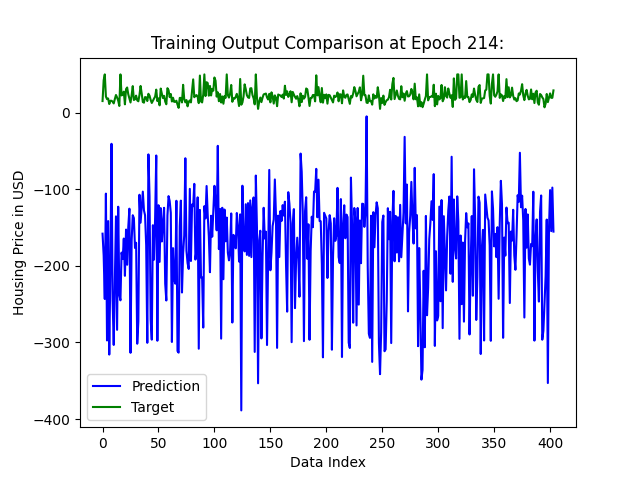 Training Output Comparison at Epoch 214:
Housing Price in USD
0
−100
−200
−300
−400
Prediction
Target
0 50 100 150 200 250 300 350 400
Data Index